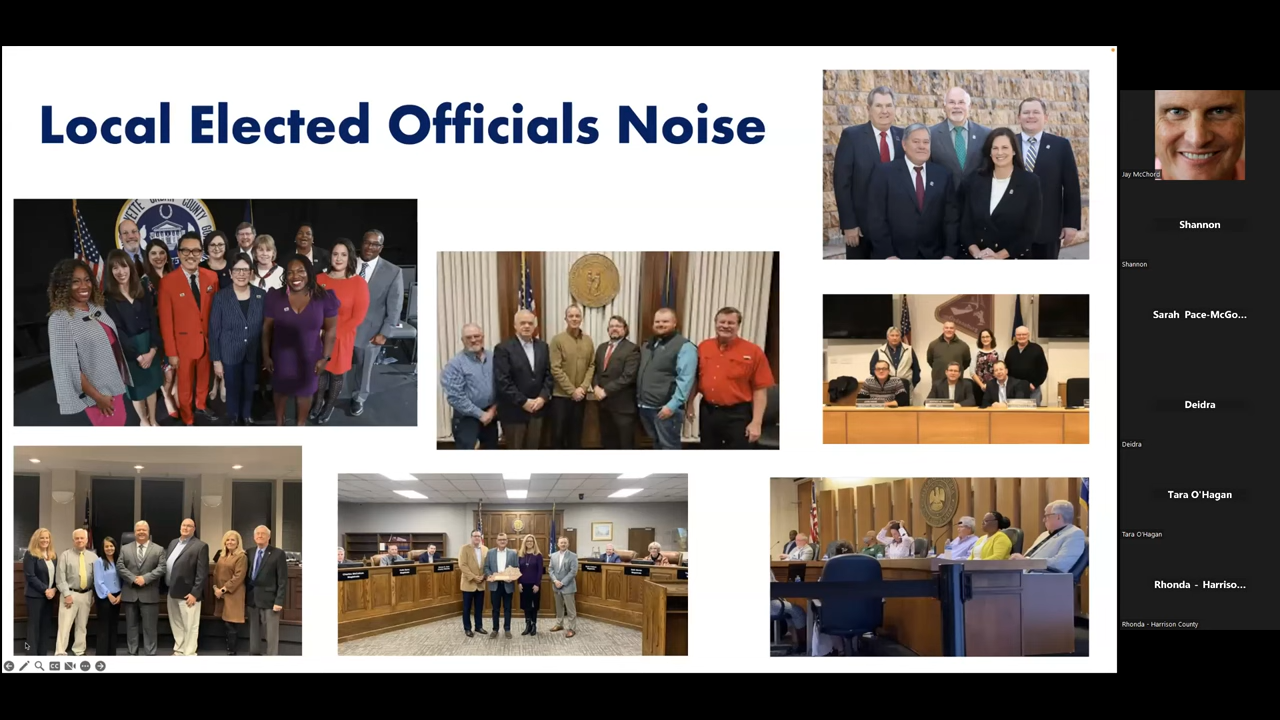 Local Elected Officials Noise
Jay McChord
Shannon
Shannon
Sarah Pace-McGo...
Deidra
Deidra
Tara O'Hagan
Tara O'Hagan
Rhonda - Harriso...
Rhonda - Harrison County